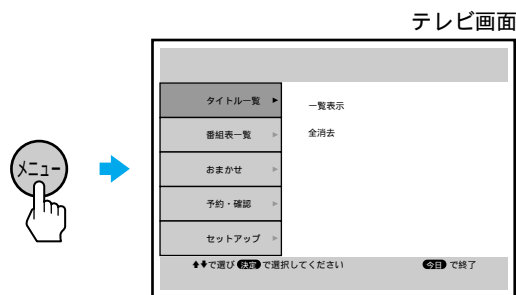 テレビ画面
メニュー
タイトル一覧 ▶
一覧表示
番組表一覧 ▶
全消去
おまかせ ▶
予約・確認 ▶
セットアップ ▶
▲▼で選び 決定 で選択してください 今日 で終了